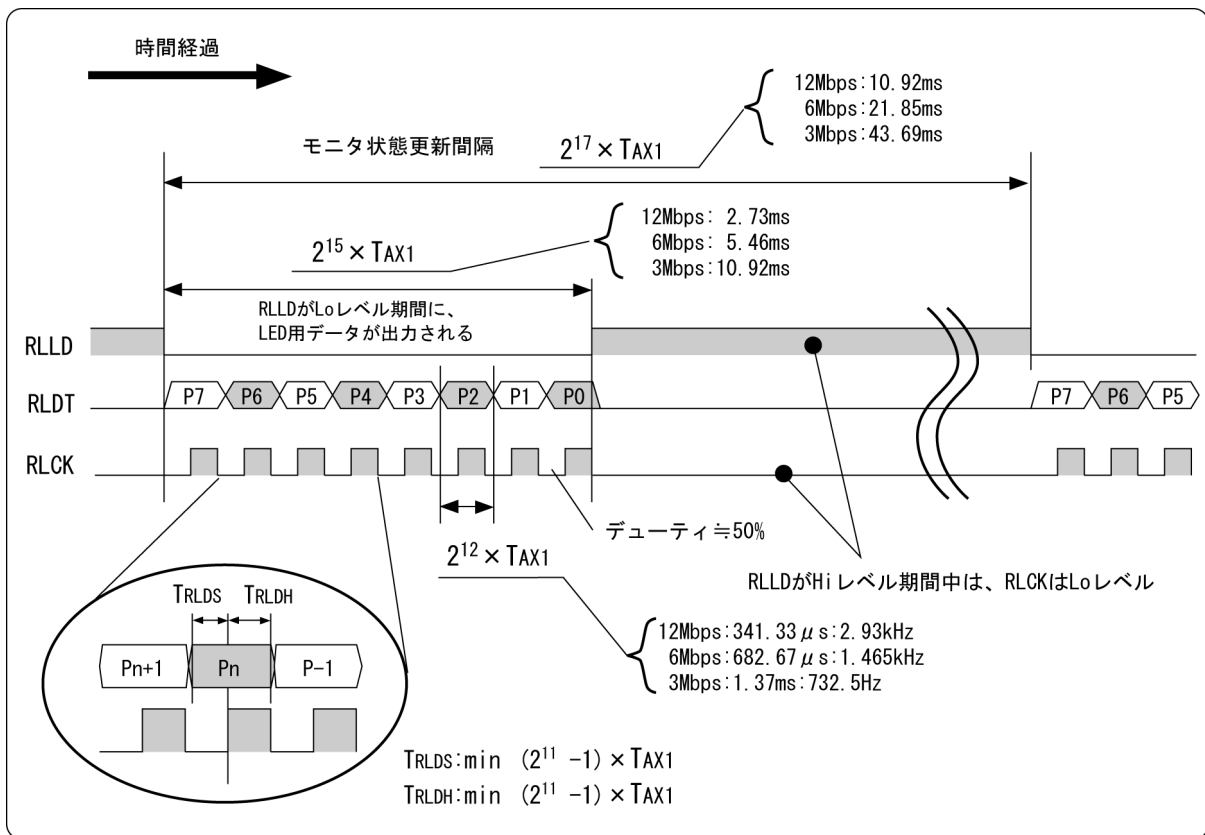 時間経過
12Mbps:10.92ms
6Mbps:21.85ms
3Mbps:43.69ms
モニタ状態更新間隔
2¹⁷×TAX1
12Mbps: 2.73ms
6Mbps: 5.46ms
3Mbps:10.92ms
2¹⁵×TAX1
RLLDがLoレベル期間に、
LED用データが出力される
RLLD
RLDT P7 P6 P5 P4 P3 P2 P1 P0 P7 P6 P5
RLCK
デューティ≒50%
2¹²×TAX1
RLLDがHiレベル期間中は、RLCKはLoレベル
TRLDS TRLDH
12Mbps:341.33μs:2.93kHz
6Mbps:682.67μs:1.465kHz
3Mbps:1.37ms:732.5Hz
Pn+1 Pn P-1
TRLDS:min (2¹¹ -1)×TAX1
TRLDH:min (2¹¹ -1)×TAX1